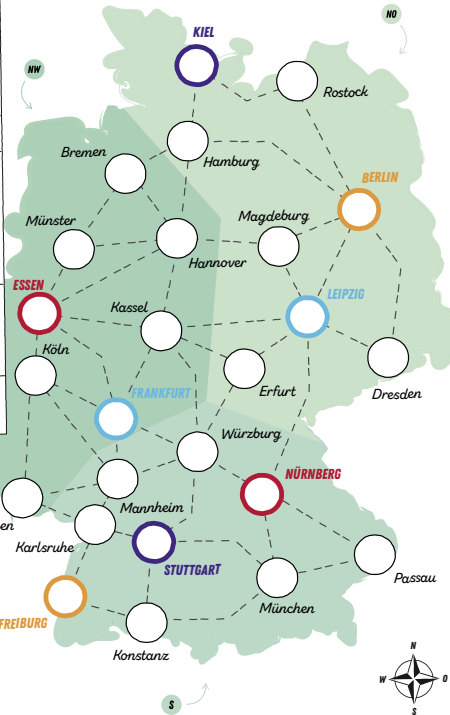 NO
KIEL
NW
Rostock
Bremen
Hamburg
BERLIN
Münster
Magdeburg
Hannover
ESSEN
LEIPZIG
Kassel
Köln
FRANKFURT
Erfurt
Dresden
Würzburg
NÜRNBERG
Mannheim
en
Karlsruhe
STUTTGART
Passau
München
FREIBURG
Konstanz
N
W
O
S
S